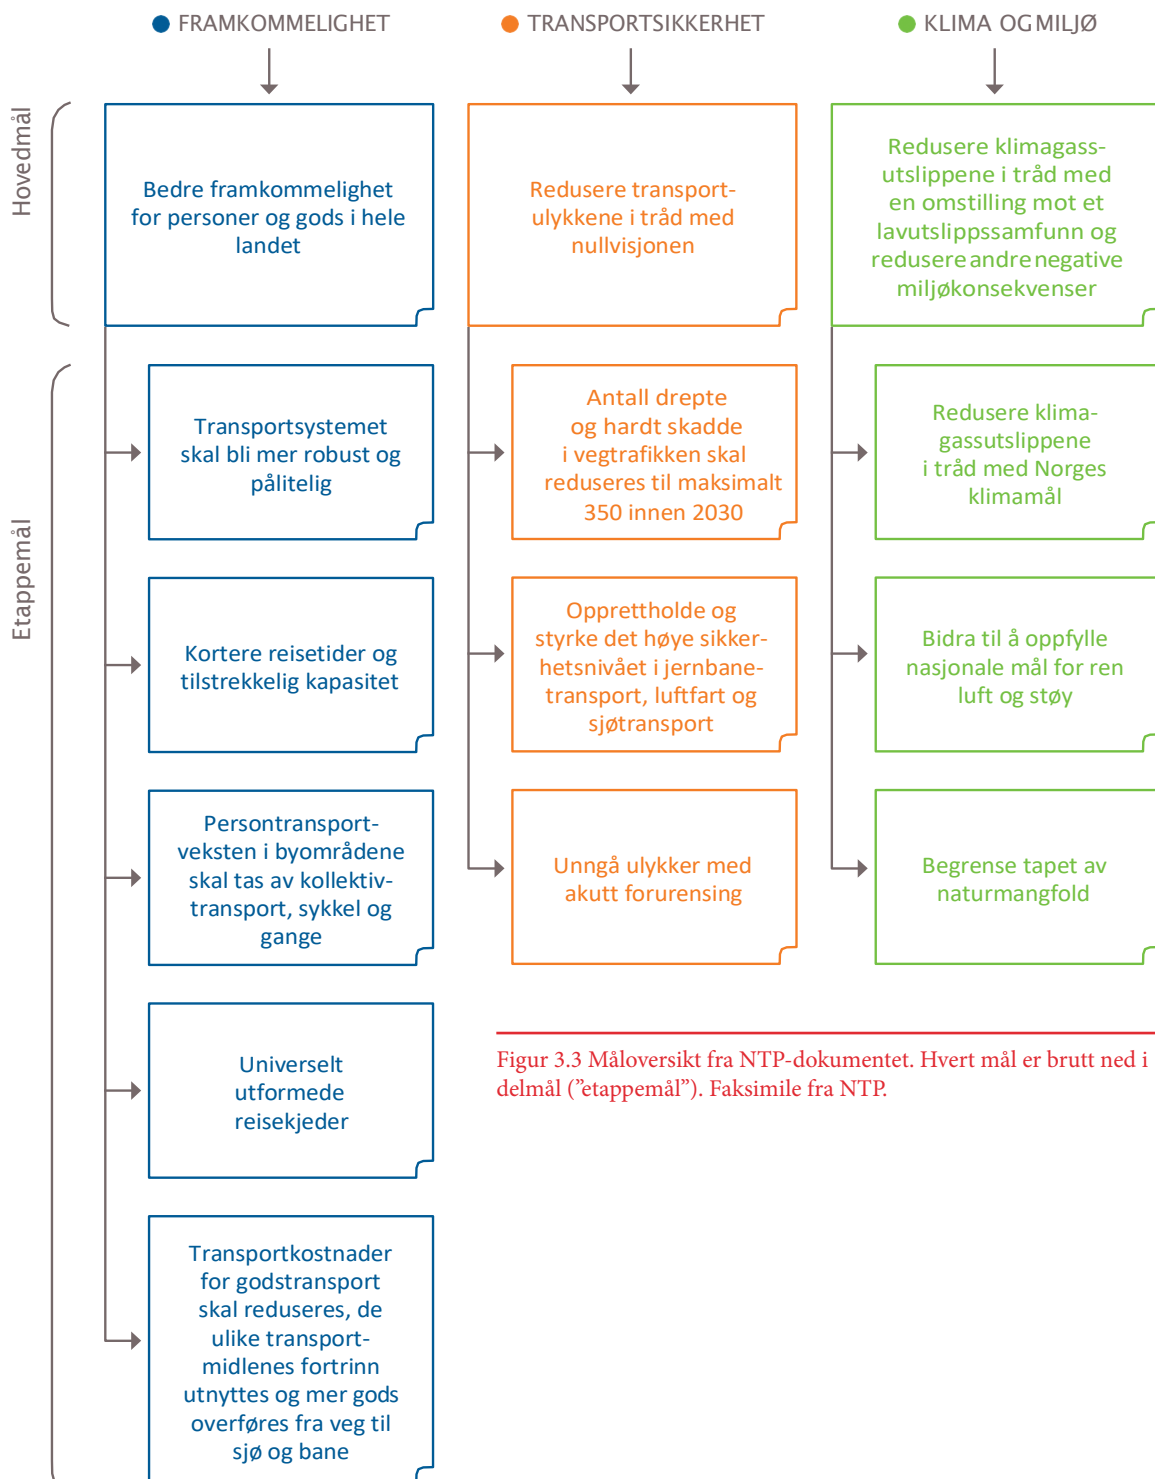 FRAMKOMMELIGHET
TRANSPORTSIKKERHET
KLIMA OG MILJØ
Hovedmål
Bedre framkommelighet
for personer og gods i hele
landet
Redusere transport-
ulykkene i tråd med
nullvisjonen
Redusere klimagass-
utslippene i tråd med
en omstilling mot et
lavutslippssamfunn og
redusere andre negative
miljøkonsekvenser
Etappemål
Transportsystemet
skal bli mer robust og
pålitelig
Kortere reisetider og
tilstrekkelig kapasitet
Persontransport-
veksten i byområdene
skal tas av kollektiv-
transport, sykkel og
gange
Universelt
utformede
reisekjeder
Transportkostnader
for godstransport
skal reduseres, de
ulike transport-
midlenes fortrinn
utnyttes og mer gods
overføres fra veg til
sjø og bane
Antall drepte
og hardt skadde
i vegtrafikken skal
reduseres til maksimalt
350 innen 2030
Opprettholde og
styrke det høye sikker-
hetsnivået i jernbane-
transport, luftfart og
sjøtransport
Unngå ulykker med
akutt forurensing
Redusere klima-
gassutslippene
i tråd med Norges
klimamål
Bidra til å oppfylle
nasjonale mål for ren
luft og støy
Begrense tapet av
naturmangfold
Figur 3.3 Måloversikt fra NTP-dokumentet. Hvert mål er brutt ned i
delmål (”etappemål”). Faksimile fra NTP.